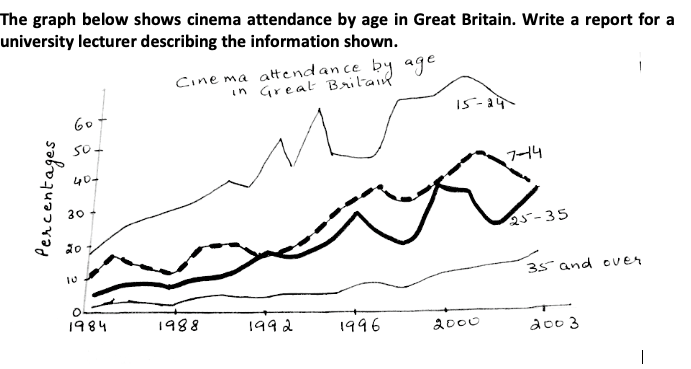 The graph below shows cinema attendance by age in Great Britain. Write a report for a
university lecturer describing the information shown.
Cinema attendance by age
in Great Britain
15-24
7-14
25-35
35 and over
Percentages
60
50
40
30
20
10
0
1984 1988 1992 1996 2000 2003